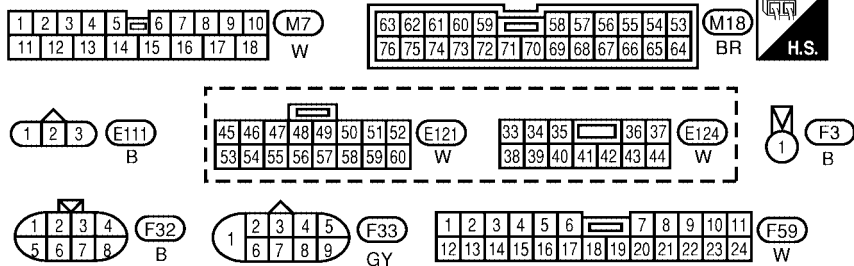 1 2 3 4 5 6 7 8 9 10 M7
11 12 13 14 15 16 17 18 W
63 62 61 60 59 58 57 56 55 54 53 M18
76 75 74 73 72 71 70 69 68 67 66 65 64 BR
H.S.
1 2 3 E111
B
45 46 47 48 49 50 51 52 E121
53 54 55 56 57 58 59 60 W
33 34 35 36 37 E124
38 39 40 41 42 43 44 W
1 F3
B
1 2 3 4 F32
5 6 7 8 B
1 2 3 4 5 F33
6 7 8 9 GY
1 2 3 4 5 6 7 8 9 10 11 F59
12 13 14 15 16 17 18 19 20 21 22 23 24 W